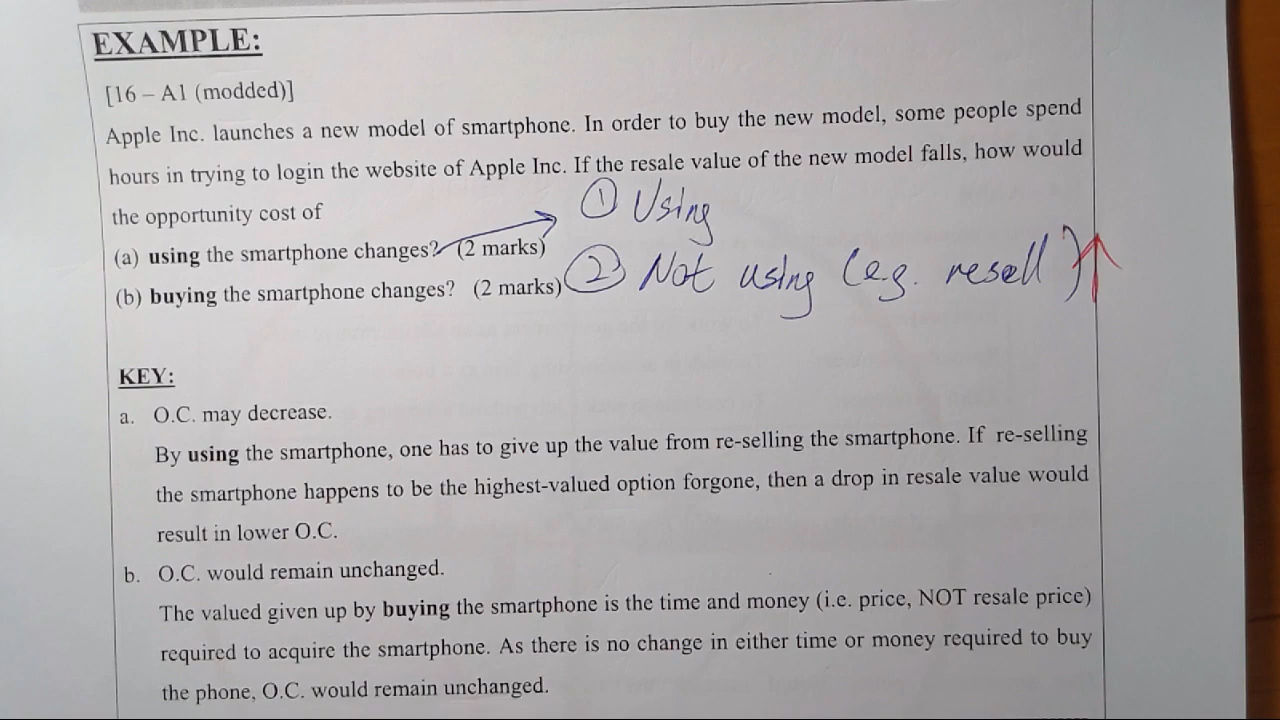 EXAMPLE:
[16 – A1 (modded)]
Apple Inc. launches a new model of smartphone. In order to buy the new model, some people spend
hours in trying to login the website of Apple Inc. If the resale value of the new model falls, how would
the opportunity cost of
① Using
(a) using the smartphone changes? (2 marks)
② Not using (e.g. resell) ↑
(b) buying the smartphone changes? (2 marks)
KEY:
a. O.C. may decrease.
By using the smartphone, one has to give up the value from re-selling the smartphone. If re-selling
the smartphone happens to be the highest-valued option forgone, then a drop in resale value would
result in lower O.C.
b. O.C. would remain unchanged.
The valued given up by buying the smartphone is the time and money (i.e. price, NOT resale price)
required to acquire the smartphone. As there is no change in either time or money required to buy
the phone, O.C. would remain unchanged.